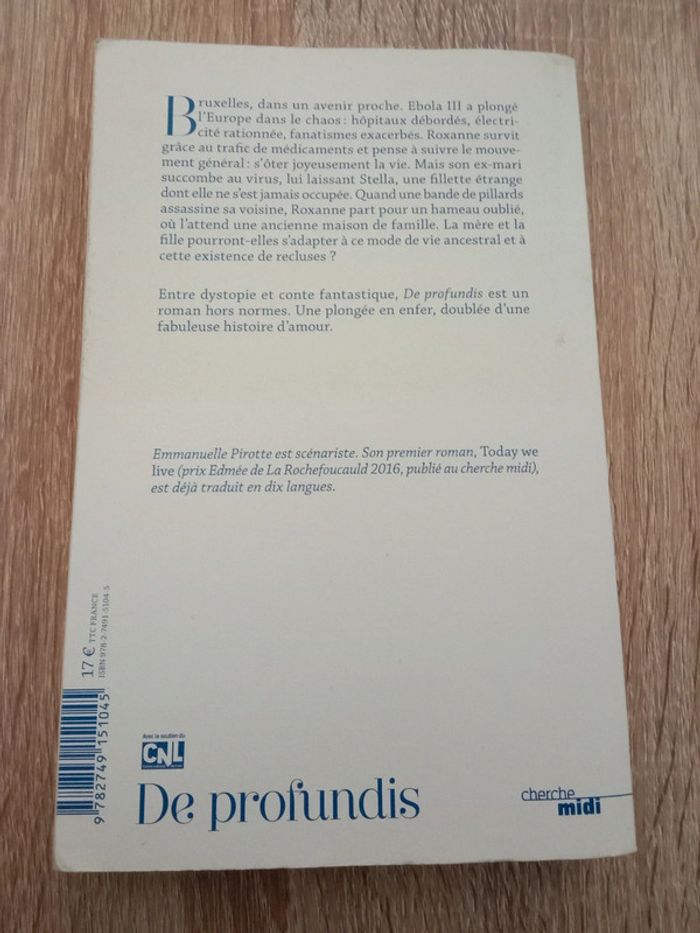 Bruxelles, dans un avenir proche. Ebola III a plongé
l'Europe dans le chaos : hôpitaux débordés, électri-
cité rationnée, fanatismes exacerbés. Roxanne survit
grâce au trafic de médicaments et pense à suivre le mouve-
ment général : s'ôter joyeusement la vie. Mais son ex-mari
succombe au virus, lui laissant Stella, une fillette étrange
dont elle ne s'est jamais occupée. Quand une bande de pillards
assassine sa voisine, Roxanne part pour un hameau oublié,
où l'attend une ancienne maison de famille. La mère et la
fille pourront-elles s'adapter à ce mode de vie ancestral et à
cette existence de recluses ?
Entre dystopie et conte fantastique, De profundis est un
roman hors normes. Une plongée en enfer, doublée d'une
fabuleuse histoire d'amour.
Emmanuelle Pirotte est scénariste. Son premier roman, Today we
live (prix Edmée de La Rochefoucauld 2016, publié au cherche midi),
est déjà traduit en dix langues.
17 € TTC FRANCE
ISBN 978-2-7491-5104-5
9 782749 151045
Avec le soutien du
CNL
De profundis
cherche
midi